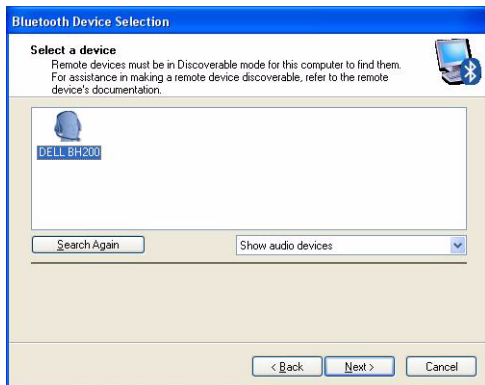 Bluetooth Device Selection
Select a device
Remote devices must be in Discoverable mode for this computer to find them.
For assistance in making a remote device discoverable, refer to the remote
device's documentation.
DELL BH200
Search Again
Show audio devices
< Back
Next >
Cancel